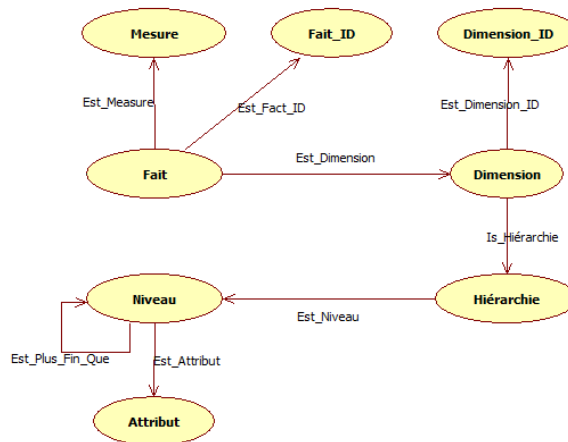 Mesure
Fait_ID
Dimension_ID
Est_Measure
Est_Fact_ID
Est_Dimension_ID
Est_Dimension
Fait
Dimension
Is_Hiérarchie
Niveau
Hiérarchie
Est_Niveau
Est_Plus_Fin_Que
Est_Attribut
Attribut